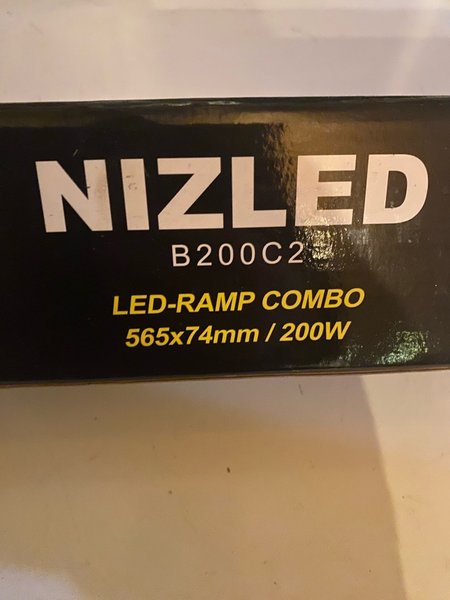 NIZLED
B200C2
LED-RAMP COMBO
565x74mm / 200W